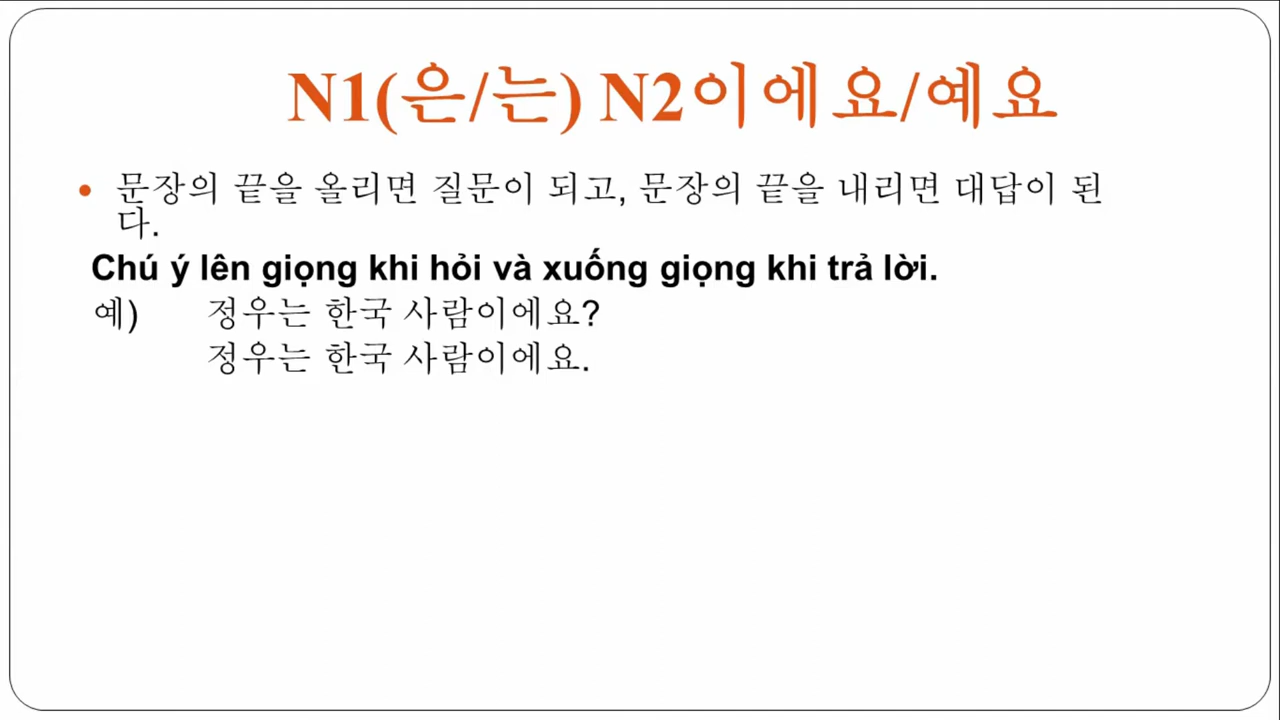 N1(은/는) N2이에요/예요
• 문장의 끝을 올리면 질문이 되고, 문장의 끝을 내리면 대답이 된
다.
Chú ý lên giọng khi hỏi và xuống giọng khi trả lời.
예) 정우는 한국 사람이에요?
정우는 한국 사람이에요.